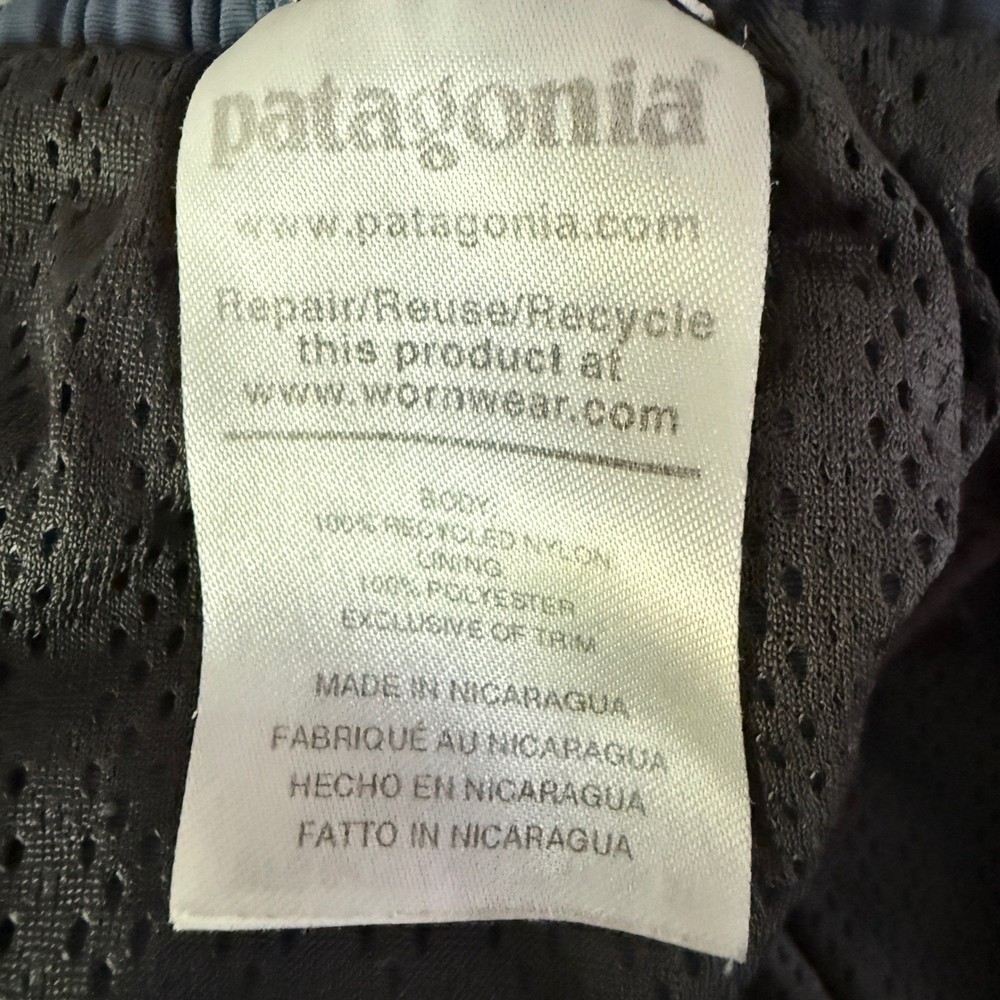 patagonia®
www.patagonia.com
Repair/Reuse/Recycle
this product at
www.wornwear.com
BODY:
100% RECYCLED NYLON
LINING:
100% POLYESTER
EXCLUSIVE OF TRIM
MADE IN NICARAGUA
FABRIQUÉ AU NICARAGUA
HECHO EN NICARAGUA
FATTO IN NICARAGUA